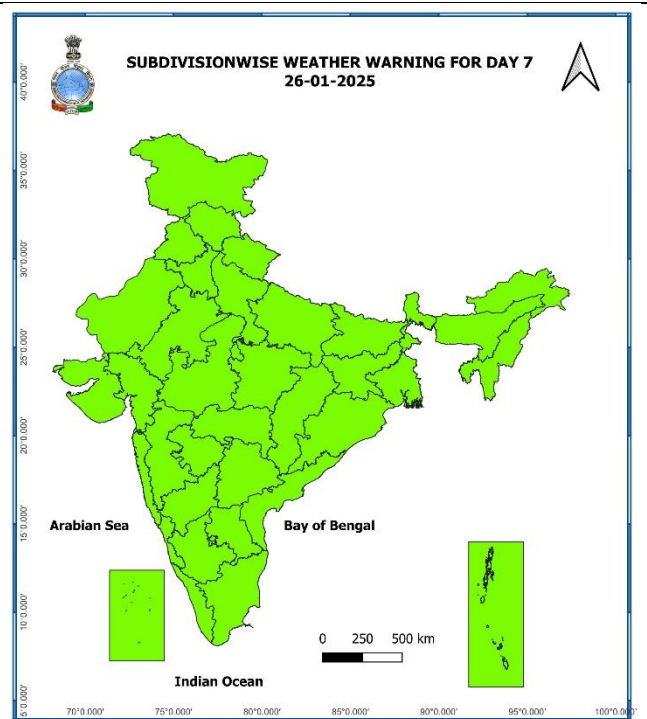 SUBDIVISIONWISE WEATHER WARNING FOR DAY 7
26-01-2025
40°0.000'
35°0.000'
30°0.000'
25°0.000'
20°0.000'
15°0.000'
10°0.000'
5°0.000'
Arabian Sea
Bay of Bengal
0 250 500 km
Indian Ocean
70°0.000' 75°0.000' 80°0.000' 85°0.000' 90°0.000' 95°0.000' 100°0.000'